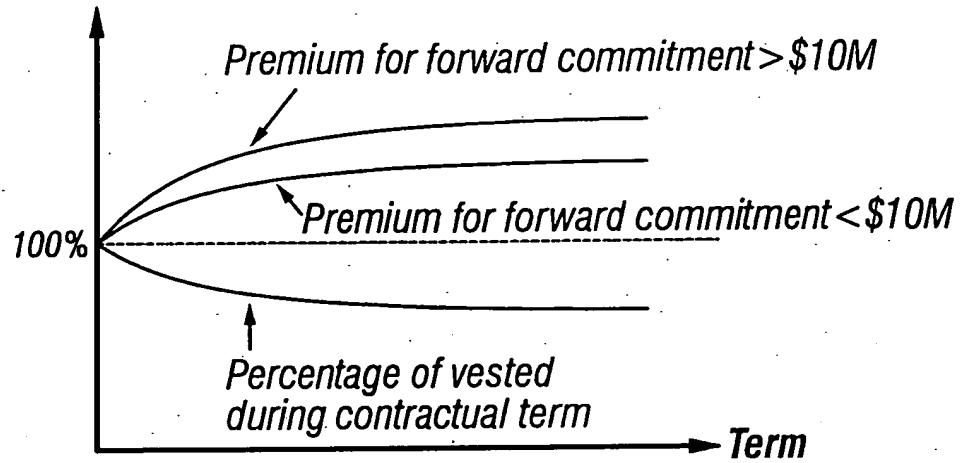 Premium for forward commitment>$10M
Premium for forward commitment<$10M
100%
Percentage of vested
during contractual term
Term